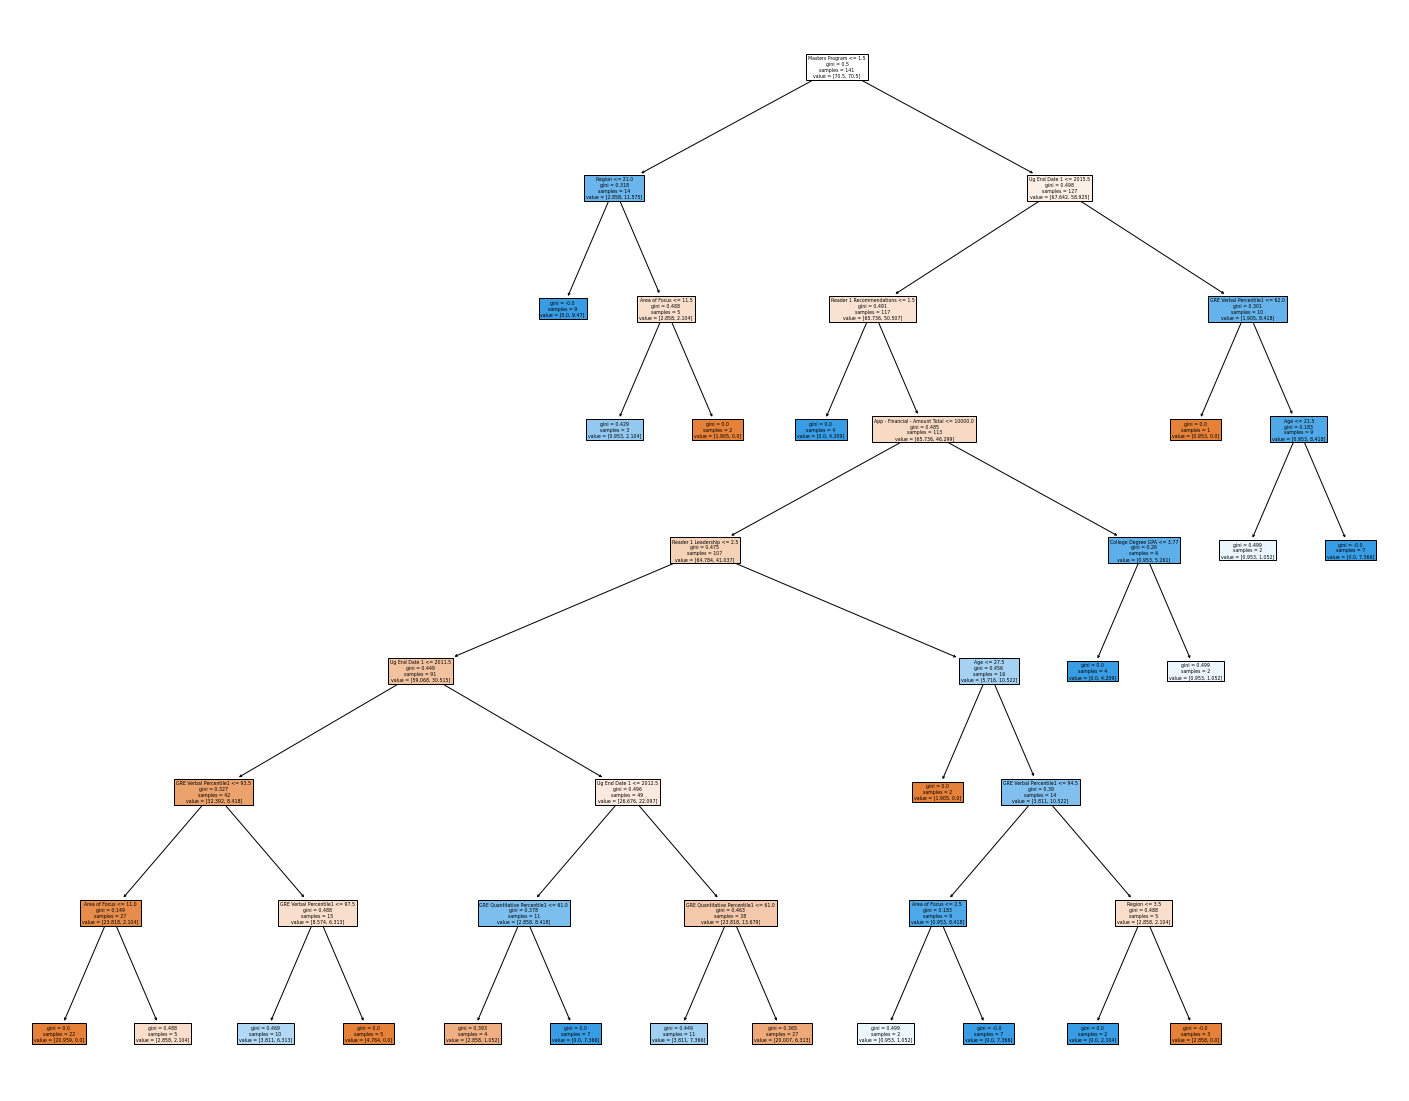 Masters Program <= 1.5
gini = 0.5
samples = 141
value = [70.5, 70.5]
Region <= 21.0
gini = 0.318
samples = 14
value = [2.858, 11.575]
Ug End Date 1 <= 2015.5
gini = 0.498
samples = 127
value = [67.642, 58.925]
gini = -0.0
samples = 9
value = [0.0, 9.47]
Area of Focus <= 11.5
gini = 0.488
samples = 5
value = [2.858, 2.104]
Reader 1 Recommendations <= 1.5
gini = 0.491
samples = 117
value = [65.736, 50.507]
GRE Verbal Percentile1 <= 62.0
gini = 0.301
samples = 10
value = [1.905, 8.418]
gini = 0.429
samples = 3
value = [0.953, 2.104]
gini = 0.0
samples = 2
value = [1.905, 0.0]
gini = 0.0
samples = 4
value = [0.0, 4.209]
App - Financial - Amount Total <= 10000.0
gini = 0.485
samples = 113
value = [65.736, 46.299]
gini = 0.0
samples = 1
value = [0.953, 0.0]
Age <= 21.5
gini = 0.183
samples = 9
value = [0.953, 8.418]
Reader 1 Leadership <= 2.5
gini = 0.475
samples = 107
value = [64.784, 41.037]
College Degree GPA <= 3.77
gini = 0.26
samples = 6
value = [0.953, 5.261]
gini = 0.499
samples = 2
value = [0.953, 1.052]
gini = -0.0
samples = 7
value = [0.0, 7.366]
Ug End Date 1 <= 2011.5
gini = 0.449
samples = 91
value = [59.068, 30.515]
Age <= 27.5
gini = 0.456
samples = 16
value = [5.716, 10.522]
gini = 0.0
samples = 4
value = [0.0, 4.209]
gini = 0.499
samples = 2
value = [0.953, 1.052]
GRE Verbal Percentile1 <= 93.5
gini = 0.327
samples = 42
value = [32.392, 8.418]
Ug End Date 1 <= 2012.5
gini = 0.496
samples = 49
value = [26.676, 22.097]
gini = 0.0
samples = 2
value = [1.905, 0.0]
GRE Verbal Percentile1 <= 94.5
gini = 0.39
samples = 14
value = [3.811, 10.522]
Area of Focus <= 11.0
gini = 0.149
samples = 27
value = [23.818, 2.104]
GRE Verbal Percentile1 <= 97.5
gini = 0.488
samples = 15
value = [8.574, 6.313]
GRE Quantitative Percentile1 <= 61.0
gini = 0.378
samples = 11
value = [2.858, 8.418]
GRE Quantitative Percentile1 <= 61.0
gini = 0.463
samples = 38
value = [23.818, 13.679]
Area of Focus <= 2.5
gini = 0.183
samples = 9
value = [0.953, 8.418]
Region <= 3.5
gini = 0.488
samples = 5
value = [2.858, 2.104]
gini = 0.0
samples = 22
value = [20.959, 0.0]
gini = 0.488
samples = 5
value = [2.858, 2.104]
gini = 0.469
samples = 10
value = [3.811, 6.313]
gini = 0.0
samples = 5
value = [4.764, 0.0]
gini = 0.393
samples = 4
value = [2.858, 1.052]
gini = 0.0
samples = 7
value = [0.0, 7.366]
gini = 0.449
samples = 11
value = [3.811, 7.366]
gini = 0.365
samples = 27
value = [20.007, 6.313]
gini = 0.499
samples = 2
value = [0.953, 1.052]
gini = -0.0
samples = 7
value = [0.0, 7.366]
gini = 0.0
samples = 2
value = [0.0, 2.104]
gini = -0.0
samples = 3
value = [2.858, 0.0]